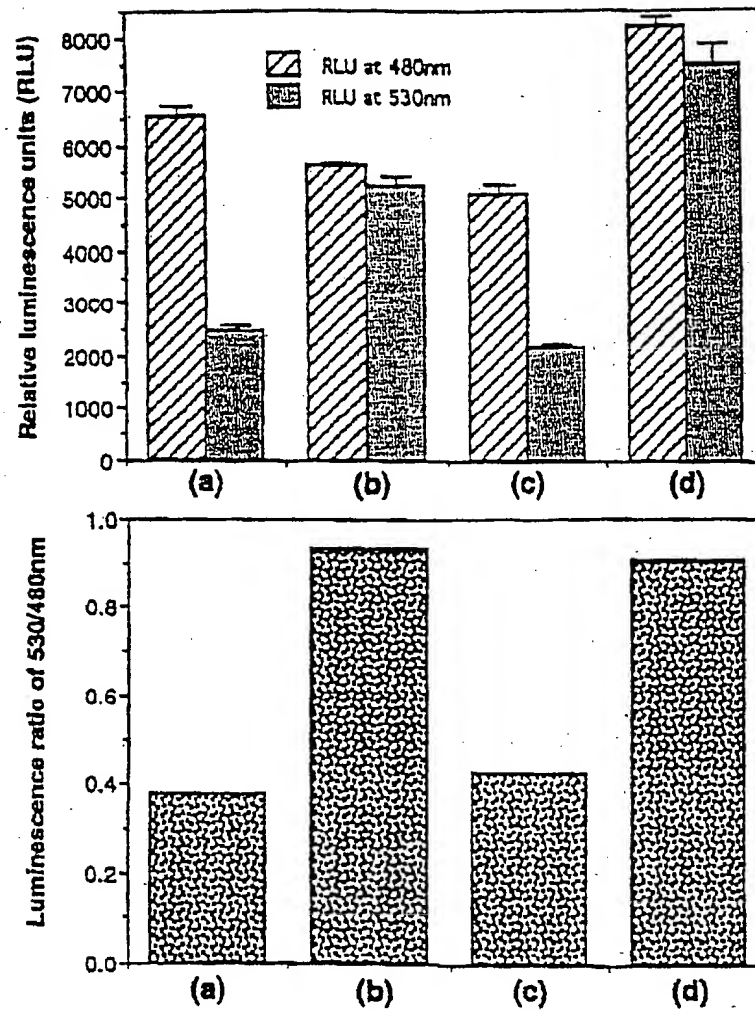 Relative luminescence units (RLU)
8000
7000
6000
5000
4000
3000
2000
1000
0
RLU at 480nm
RLU at 530nm
(a) (b) (c) (d)
Luminescence ratio of 530/480nm
1.0
0.8
0.6
0.4
0.2
0.0
(a) (b) (c) (d)